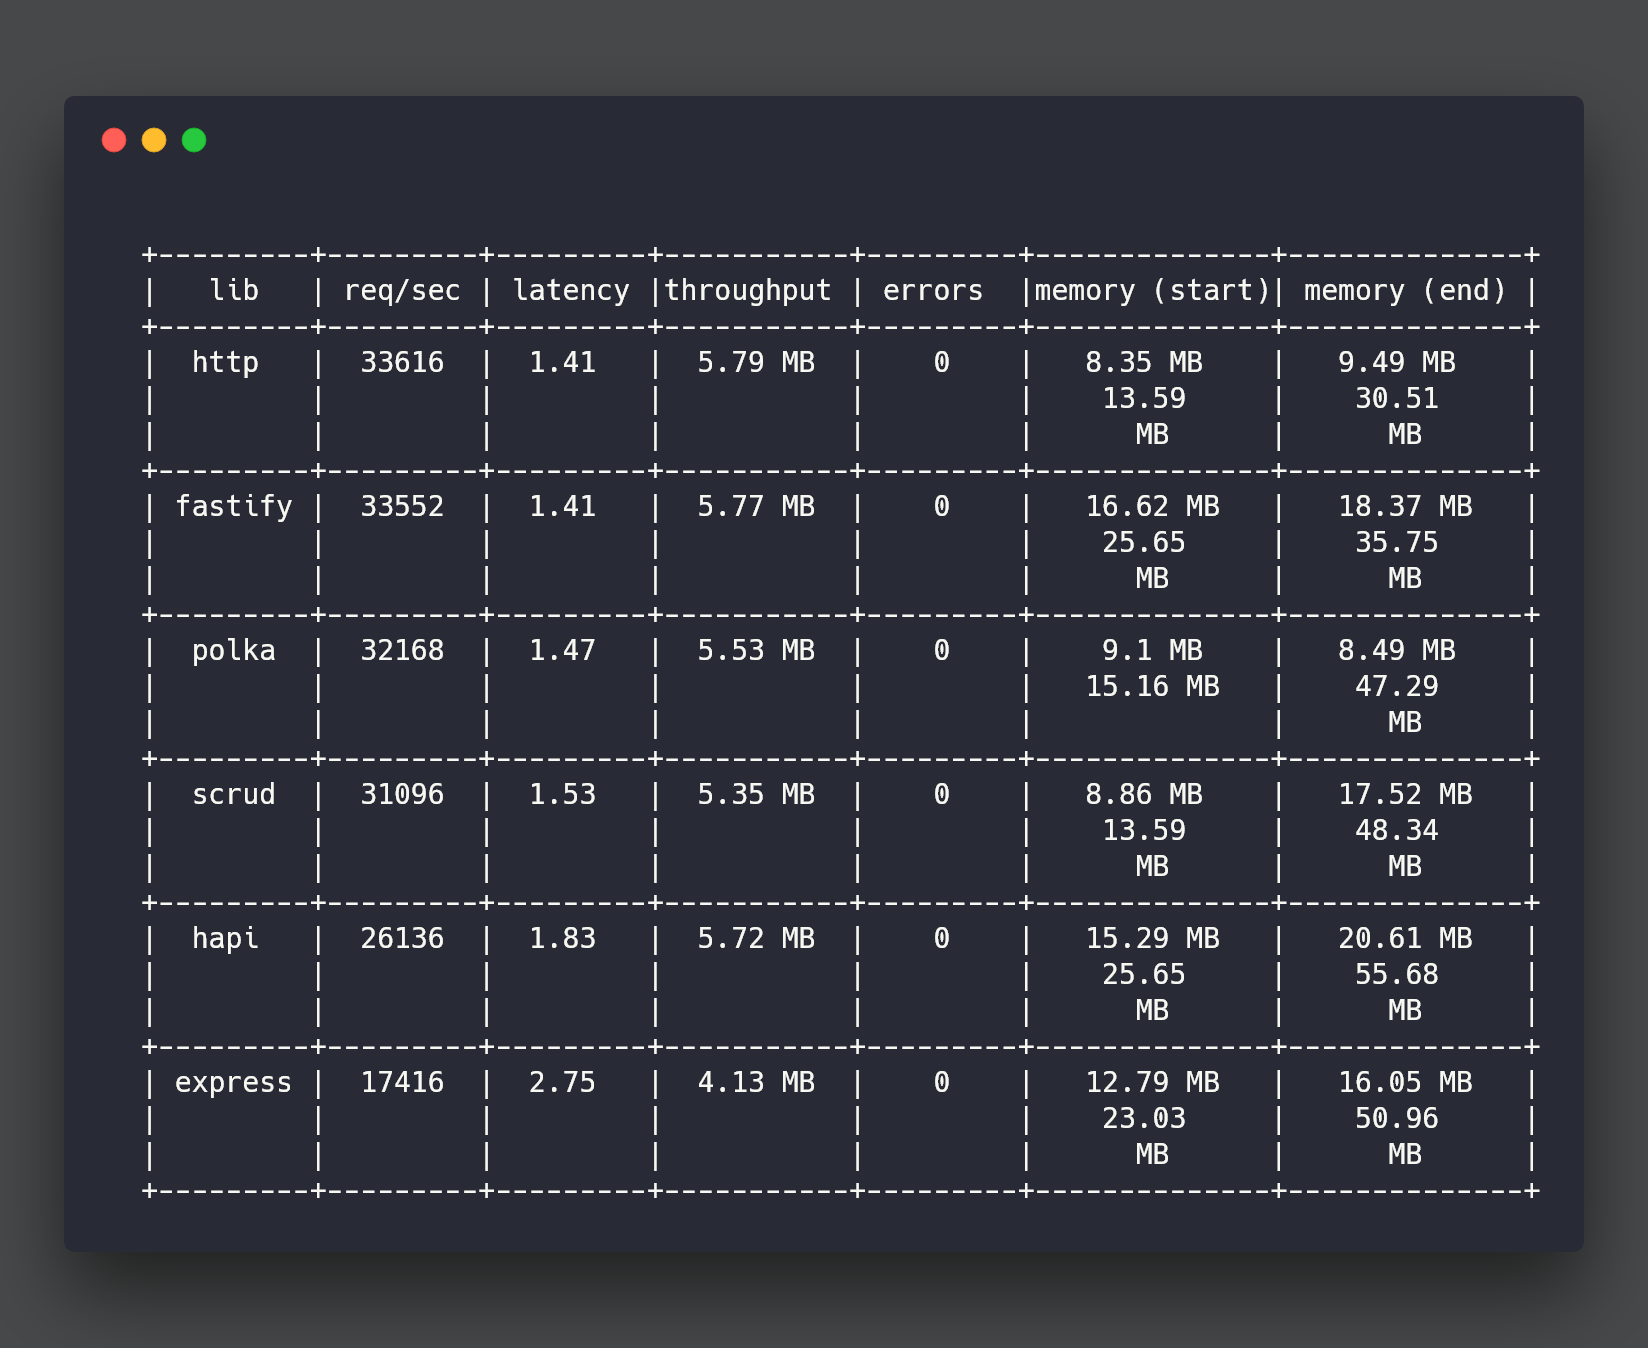 +---------+---------+---------+-----------+---------+--------------+--------------+
|   lib   | req/sec | latency |throughput | errors  |memory (start)| memory (end) |
+---------+---------+---------+-----------+---------+--------------+--------------+
|  http   |  33616  |  1.41   |  5.79 MB  |    0    |   8.35 MB    |   9.49 MB    |
|         |         |         |           |         |    13.59     |    30.51     |
|         |         |         |           |         |      MB      |      MB      |
+---------+---------+---------+-----------+---------+--------------+--------------+
| fastify |  33552  |  1.41   |  5.77 MB  |    0    |   16.62 MB   |   18.37 MB   |
|         |         |         |           |         |    25.65     |    35.75     |
|         |         |         |           |         |      MB      |      MB      |
+---------+---------+---------+-----------+---------+--------------+--------------+
|  polka  |  32168  |  1.47   |  5.53 MB  |    0    |    9.1 MB    |   8.49 MB    |
|         |         |         |           |         |   15.16 MB   |    47.29     |
|         |         |         |           |         |              |      MB      |
+---------+---------+---------+-----------+---------+--------------+--------------+
|  scrud  |  31096  |  1.53   |  5.35 MB  |    0    |   8.86 MB    |   17.52 MB   |
|         |         |         |           |         |    13.59     |    48.34     |
|         |         |         |           |         |      MB      |      MB      |
+---------+---------+---------+-----------+---------+--------------+--------------+
|  hapi   |  26136  |  1.83   |  5.72 MB  |    0    |   15.29 MB   |   20.61 MB   |
|         |         |         |           |         |    25.65     |    55.68     |
|         |         |         |           |         |      MB      |      MB      |
+---------+---------+---------+-----------+---------+--------------+--------------+
| express |  17416  |  2.75   |  4.13 MB  |    0    |   12.79 MB   |   16.05 MB   |
|         |         |         |           |         |    23.03     |    50.96     |
|         |         |         |           |         |      MB      |      MB      |
+---------+---------+---------+-----------+---------+--------------+--------------+